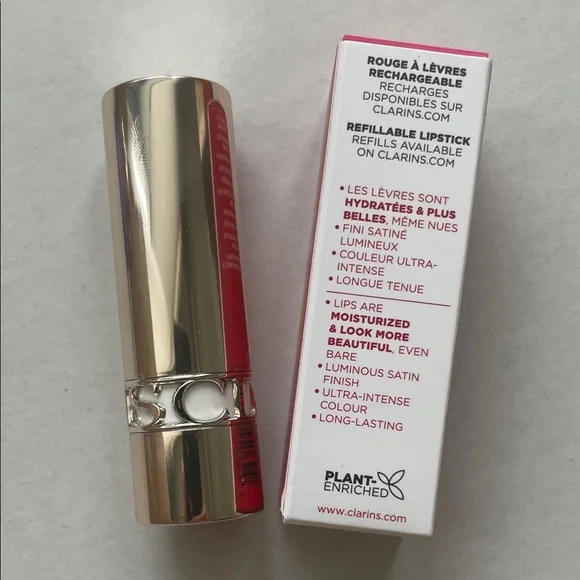 SCL
ROUGE À LÈVRES
RECHARGEABLE
RECHARGES
DISPONIBLES SUR
CLARINS.COM
REFILLABLE LIPSTICK
REFILLS AVAILABLE
ON CLARINS.COM
• LES LÈVRES SONT
HYDRATÉES & PLUS
BELLES, MÊME NUES
• FINI SATINÉ
LUMINEUX
• COULEUR ULTRA-
INTENSE
• LONGUE TENUE
• LIPS ARE
MOISTURIZED
& LOOK MORE
BEAUTIFUL, EVEN
BARE
• LUMINOUS SATIN
FINISH
• ULTRA-INTENSE
COLOUR
• LONG-LASTING
PLANT-
ENRICHED
www.clarins.com